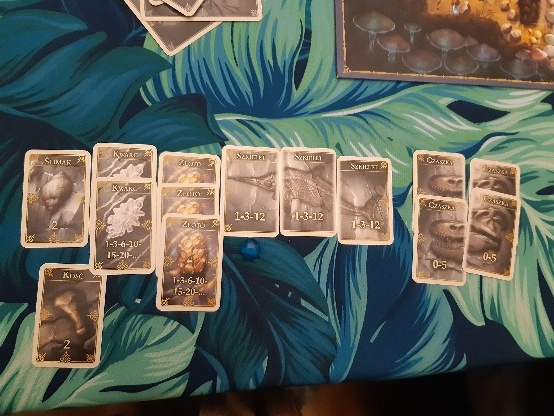 Ślimak
2
Kwarc
Kwarc
1-3-6-10-
15-20-...
Złoto
Złoto
Złoto
1-3-6-10-
15-20-...
Szkielet
1-3-12
Szkielet
1-3-12
Szkielet
1-3-12
Czaszka
Czaszka
0-5
Czaszka
Czaszka
0-5
Kość
2